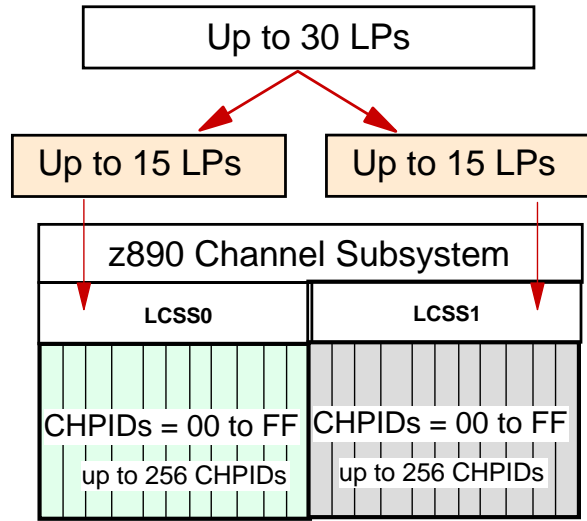 Up to 30 LPs
Up to 15 LPs
Up to 15 LPs
z890 Channel Subsystem
LCSS0
LCSS1
CHPIDs = 00 to FF
CHPIDs = 00 to FF
up to 256 CHPIDs
up to 256 CHPIDs